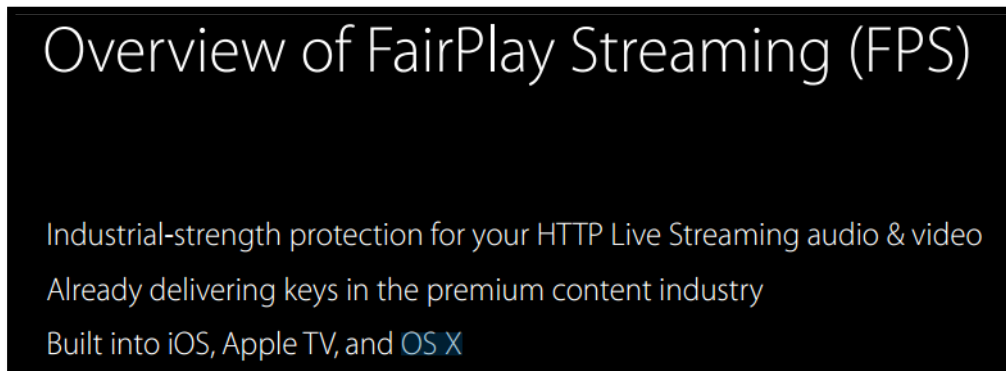 Overview of FairPlay Streaming (FPS)
Industrial-strength protection for your HTTP Live Streaming audio & video
Already delivering keys in the premium content industry
Built into iOS, Apple TV, and OS X